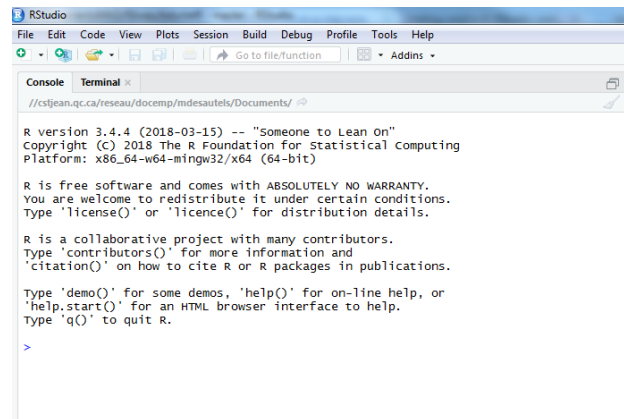 RStudio
File Edit Code View Plots Session Build Debug Profile Tools Help
Go to file/function Addins
Console Terminal
//cstjean.qc.ca/reseau/docemp/mdesautels/Documents/
R version 3.4.4 (2018-03-15) -- "Someone to Lean On"
Copyright (C) 2018 The R Foundation for Statistical Computing
Platform: x86_64-w64-mingw32/x64 (64-bit)
R is free software and comes with ABSOLUTELY NO WARRANTY.
You are welcome to redistribute it under certain conditions.
Type 'license()' or 'licence()' for distribution details.
R is a collaborative project with many contributors.
Type 'contributors()' for more information and
'citation()' on how to cite R or R packages in publications.
Type 'demo()' for some demos, 'help()' for on-line help, or
'help.start()' for an HTML browser interface to help.
Type 'q()' to quit R.
>